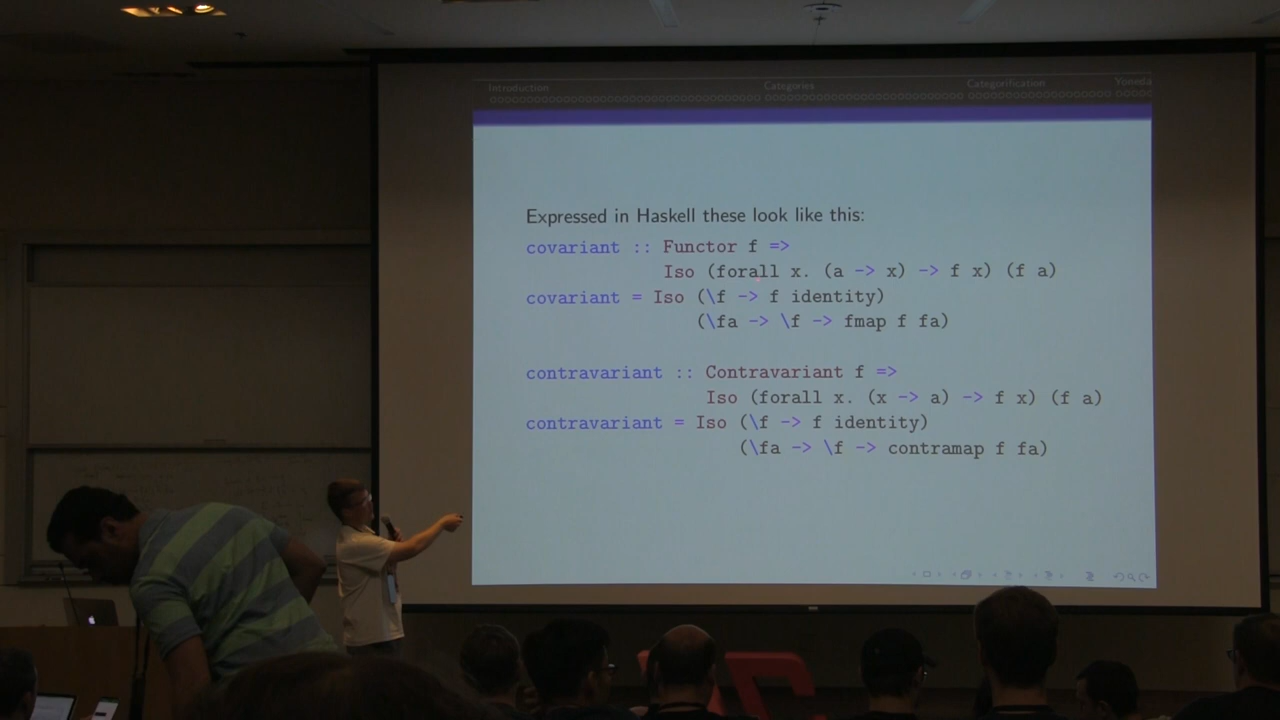 Introduction Categories Categorification Yoneda
Expressed in Haskell these look like this:
covariant :: Functor f =>
Iso (forall x. (a -> x) -> f x) (f a)
covariant = Iso (\f -> f identity)
(\fa -> \f -> fmap f fa)
contravariant :: Contravariant f =>
Iso (forall x. (x -> a) -> f x) (f a)
contravariant = Iso (\f -> f identity)
(\fa -> \f -> contramap f fa)